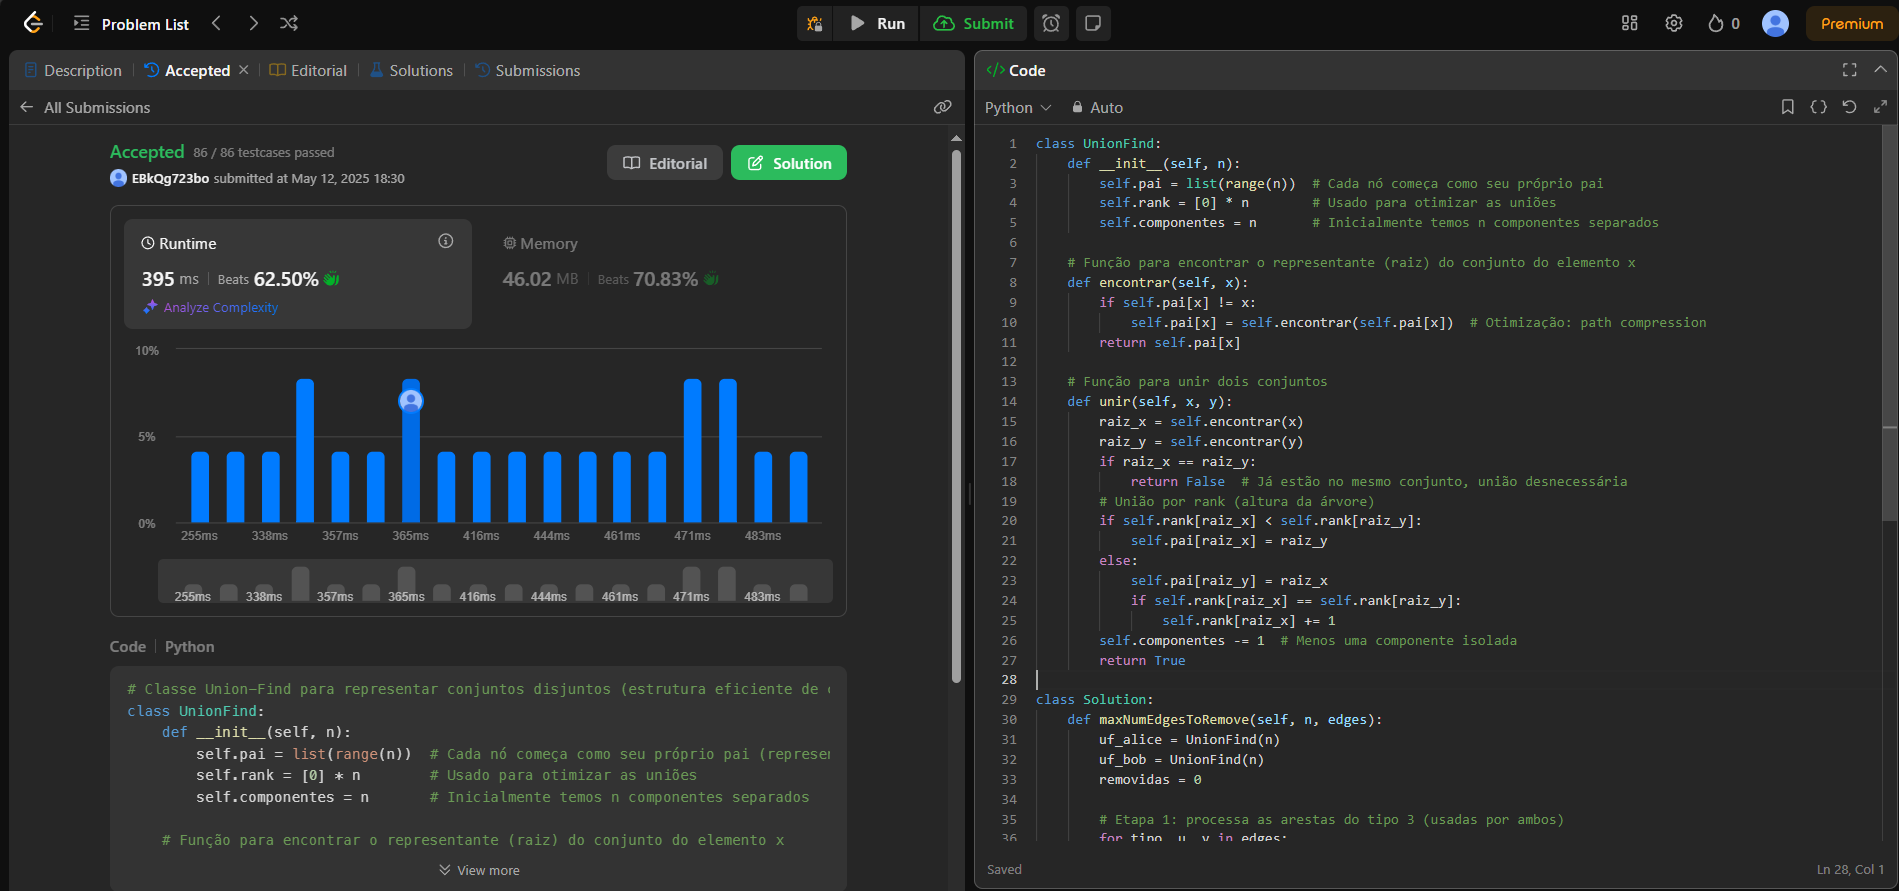 Problem List
Run
Submit
0
Premium
Description
Accepted
Editorial
Solutions
Submissions
All Submissions
Accepted 86 / 86 testcases passed
EBkQg723bo submitted at May 12, 2025 18:30
Editorial
Solution
Runtime
395 ms Beats 62.50%
Analyze Complexity
Memory
46.02 MB Beats 70.83%
10%
5%
0%
255ms 338ms 357ms 365ms 416ms 444ms 461ms 471ms 483ms
255ms 338ms 357ms 365ms 416ms 444ms 461ms 471ms 483ms
Code Python
# Classe Union-Find para representar conjuntos disjuntos (estrutura eficiente de
class UnionFind:
def __init__(self, n):
self.pai = list(range(n)) # Cada nó começa como seu próprio pai
self.rank = [0] * n # Usado para otimizar as uniões
self.componentes = n # Inicialmente temos n componentes separados
# Função para encontrar o representante (raiz) do conjunto do elemento x
View more
Code
Python Auto
1 class UnionFind:
2 def __init__(self, n):
3 self.pai = list(range(n)) # Cada nó começa como seu próprio pai
4 self.rank = [0] * n # Usado para otimizar as uniões
5 self.componentes = n # Inicialmente temos n componentes separados
6
7 # Função para encontrar o representante (raiz) do conjunto do elemento x
8 def encontrar(self, x):
9 if self.pai[x] != x:
10 self.pai[x] = self.encontrar(self.pai[x]) # Otimização: path compression
11 return self.pai[x]
12
13 # Função para unir dois conjuntos
14 def unir(self, x, y):
15 raiz_x = self.encontrar(x)
16 raiz_y = self.encontrar(y)
17 if raiz_x == raiz_y:
18 return False # Já estão no mesmo conjunto, união desnecessária
19 # União por rank (altura da árvore)
20 if self.rank[raiz_x] < self.rank[raiz_y]:
21 self.pai[raiz_x] = raiz_y
22 else:
23 self.pai[raiz_y] = raiz_x
24 if self.rank[raiz_x] == self.rank[raiz_y]:
25 self.rank[raiz_x] += 1
26 self.componentes -= 1 # Menos uma componente isolada
27 return True
28
29 class Solution:
30 def maxNumEdgesToRemove(self, n, edges):
31 uf_alice = UnionFind(n)
32 uf_bob = UnionFind(n)
33 removidas = 0
34
35 # Etapa 1: processa as arestas do tipo 3 (usadas por ambos)
36 for tipo, u, v in edges:
Saved
Ln 28, Col 1